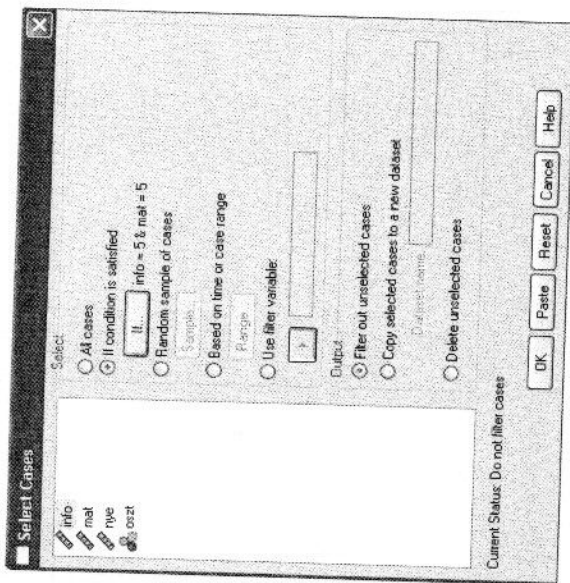 Select Cases
info
mat
nye
oszt
Select
All cases
If condition is satisfied
If...
info = 5 & mat = 5
Random sample of cases
Sample...
Based on time or case range
Range...
Use filter variable:
Output
Filter out unselected cases
Copy selected cases to a new dataset
Dataset name:
Delete unselected cases
Current Status: Do not filter cases
OK
Paste
Reset
Cancel
Help